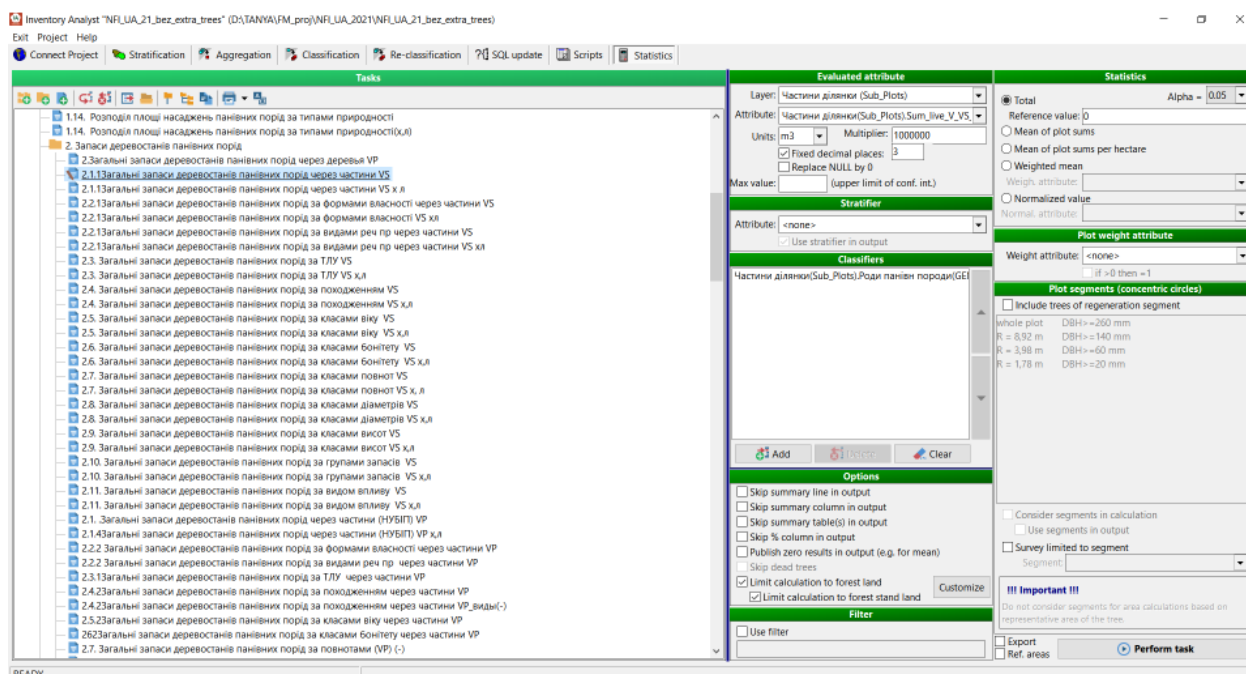 Inventory Analyst "NFI_UA_21_bez_extra_trees" (D:\TANYA\FM_proj\NFI_UA_2021\NFI_UA_21_bez_extra_trees)
Exit Project Help
Connect Project Stratification Aggregation Classification Re-classification SQL update Scripts Statistics
Tasks
1.14. Розподіл площі насаджень панівних порід за типами природності
1.14. Розподіл площі насаджень панівних порід за типами природності(х,л)
2. Запаси деревостанів панівних порід
2.Загальні запаси деревостанів панівних порід через деревья VP
2.1.1Загальні запаси деревостанів панівних порід через частини VS
2.1.1Загальні запаси деревостанів панівних порід через частини VS х л
2.2.1Загальні запаси деревостанів панівних порід за формами власності через частини VS
2.2.1Загальні запаси деревостанів панівних порід за формами власності VS хл
2.2.1Загальні запаси деревостанів панівних порід за видами реч пр через частини VS
2.2.1Загальні запаси деревостанів панівних порід за видами реч пр через частини VS хл
2.3. Загальні запаси деревостанів панівних порід за ТЛУ VS
2.3. Загальні запаси деревостанів панівних порід за ТЛУ VS х,л
2.4. Загальні запаси деревостанів панівних порід за походженням VS
2.4. Загальні запаси деревостанів панівних порід за походженням VS х,л
2.5. Загальні запаси деревостанів панівних порід за класами віку VS
2.5. Загальні запаси деревостанів панівних порід за класами віку VS х,л
2.6. Загальні запаси деревостанів панівних порід за класами бонітету VS
2.6. Загальні запаси деревостанів панівних порід за класами бонітету VS х,л
2.7. Загальні запаси деревостанів панівних порід за класами повнот VS
2.7. Загальні запаси деревостанів панівних порід за класами повнот VS х, л
2.8. Загальні запаси деревостанів панівних порід за класами діаметрів VS
2.8. Загальні запаси деревостанів панівних порід за класами діаметрів VS х,л
2.9. Загальні запаси деревостанів панівних порід за класами висот VS
2.9. Загальні запаси деревостанів панівних порід за класами висот VS х,л
2.10. Загальні запаси деревостанів панівних порід за групами запасів VS
2.10. Загальні запаси деревостанів панівних порід за групами запасів VS х,л
2.11. Загальні запаси деревостанів панівних порід за видом впливу VS
2.11. Загальні запаси деревостанів панівних порід за видом впливу VS х,л
2.1. .Загальні запаси деревостанів панівних порід через частини (НУБІП) VP
2.1.43агальні запаси деревостанів панівних порід через частини (НУБІП) VP х,л
2.2.2 Загальні запаси деревостанів панівних порід за формами власності через частини VP
2.2.2 Загальні запаси деревостанів панівних порід за видами реч пр через частини VP
2.3.1Загальні запаси деревостанів панівних порід за ТЛУ через частини VP
2.4.2Загальні запаси деревостанів панівних порід за походженням через частини VP
2.4.2Загальні запаси деревостанів панівних порід за походженням через частини VP_виды(-)
2.5.2Загальні запаси деревостанів панівних порід за класами віку через частини VP
262Загальні запаси деревостанів панівних порід за класами бонітету через частини VP
2.7. Загальні запаси деревостанів панівних порід за повнотами (VP) (-)
READY
Evaluated attribute
Layer: Частини ділянки (Sub_Plots)
Attribute: Частини ділянки(Sub_Plots).Sum_live_V_VS_
Units: m3 Multiplier: 1000000
Fixed decimal places: 3
Replace NULL by 0
Max value: (upper limit of conf. int.)
Stratifier
Attribute: <none>
Use stratifier in output
Classifiers
Частини ділянки(Sub_Plots).Роди панівн породи(GEI
Add Delete Clear
Options
Skip summary line in output
Skip summary column in output
Skip summary table(s) in output
Skip % column in output
Publish zero results in output (e.g. for mean)
Skip dead trees
Limit calculation to forest land
Customize
Limit calculation to forest stand land
Filter
Use filter
Statistics
Total Alpha = 0.05
Reference value: 0
Mean of plot sums
Mean of plot sums per hectare
Weighted mean
Weigh. attribute:
Normalized value
Normal. attribute:
Plot weight attribute
Weight attribute: <none>
if >0 then =1
Plot segments (concentric circles)
Include trees of regeneration segment
whole plot DBH>=260 mm
R = 8,92 m DBH>=140 mm
R = 3,98 m DBH>=60 mm
R = 1,78 m DBH>=20 mm
Consider segments in calculation
Use segments in output
Survey limited to segment
Segment:
!!! Important !!!
Do not consider segments for area calculations based on
representative area of the tree.
Export
Ref. areas
Perform task